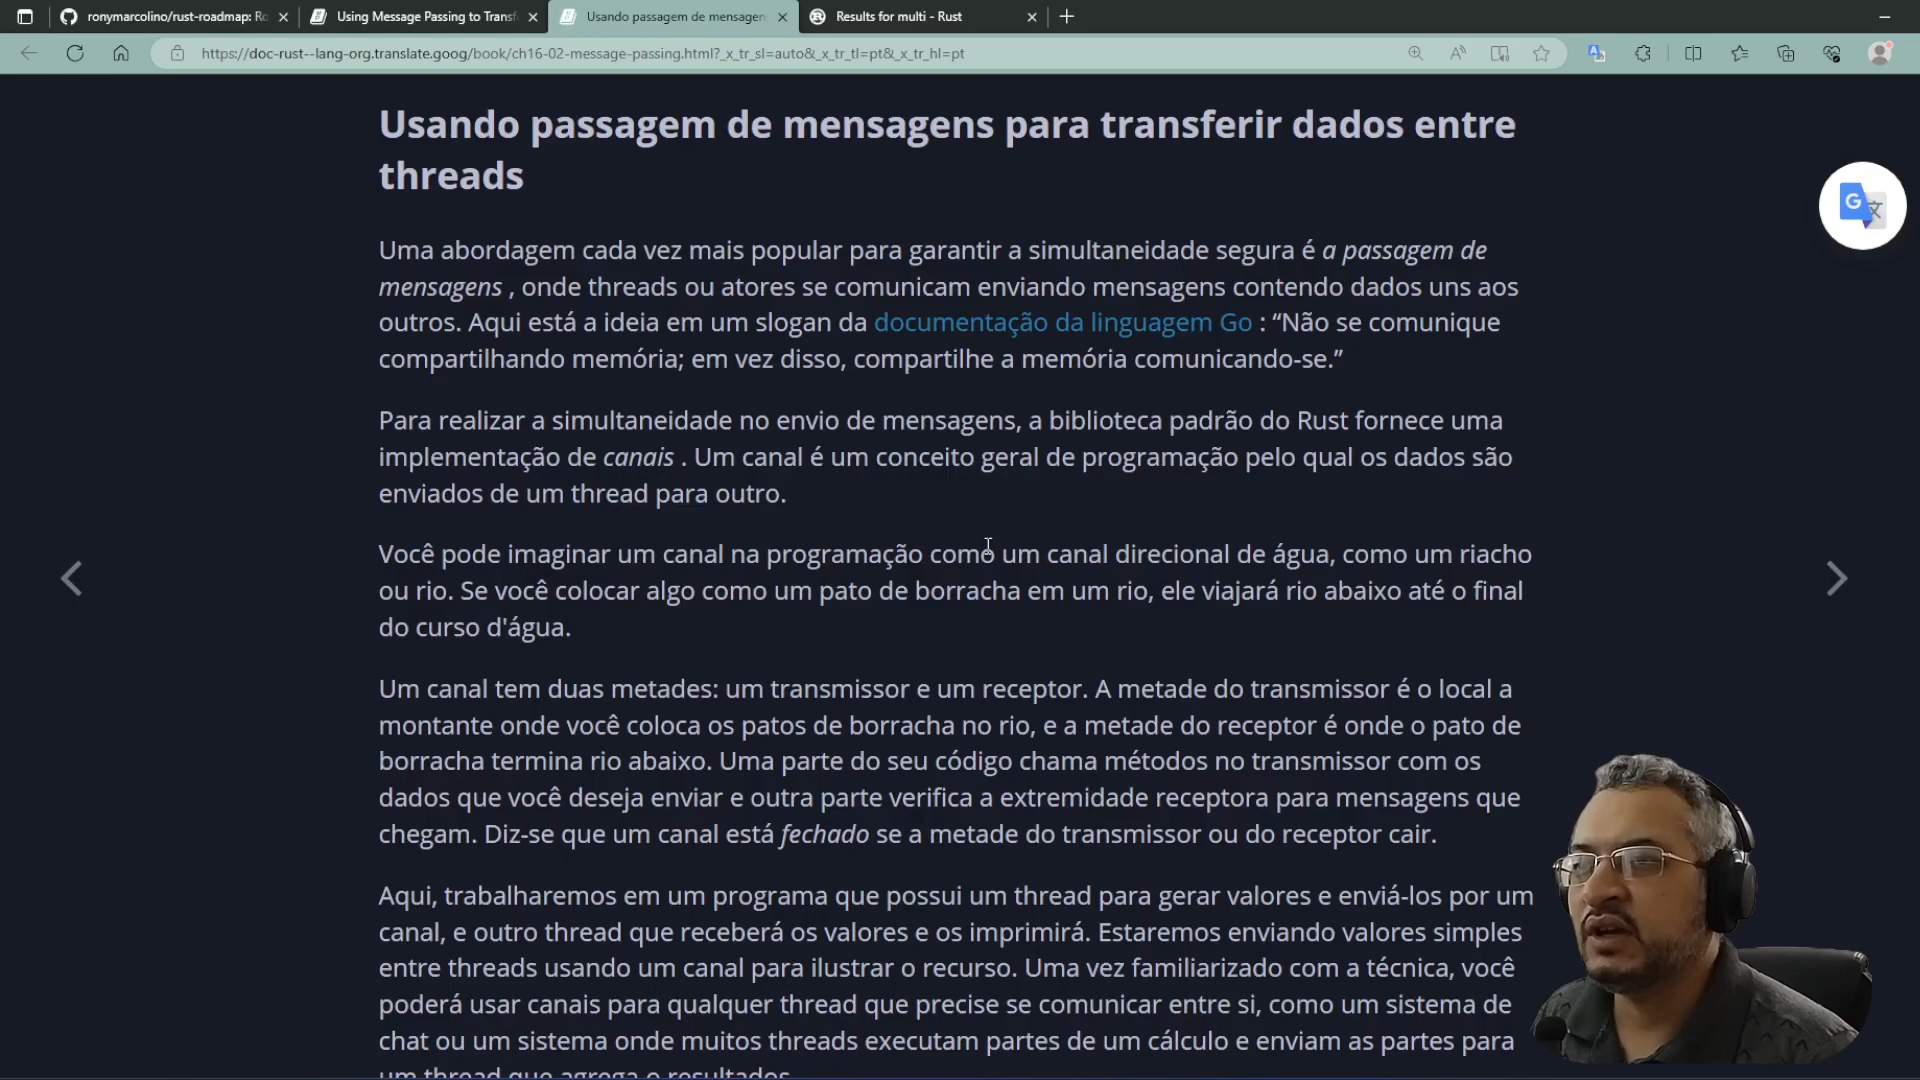 ronymarcolino/rust-roadmap: Ro
Using Message Passing to Transf
Usando passagem de mensagen
Results for multi - Rust
https://doc-rust--lang-org.translate.goog/book/ch16-02-message-passing.html?_x_tr_sl=auto&_x_tr_tl=pt&_x_tr_hl=pt
Usando passagem de mensagens para transferir dados entre
threads
Uma abordagem cada vez mais popular para garantir a simultaneidade segura é a passagem de
mensagens , onde threads ou atores se comunicam enviando mensagens contendo dados uns aos
outros. Aqui está a ideia em um slogan da documentação da linguagem Go : “Não se comunique
compartilhando memória; em vez disso, compartilhe a memória comunicando-se.”
Para realizar a simultaneidade no envio de mensagens, a biblioteca padrão do Rust fornece uma
implementação de canais . Um canal é um conceito geral de programação pelo qual os dados são
enviados de um thread para outro.
Você pode imaginar um canal na programação como um canal direcional de água, como um riacho
ou rio. Se você colocar algo como um pato de borracha em um rio, ele viajará rio abaixo até o final
do curso d'água.
Um canal tem duas metades: um transmissor e um receptor. A metade do transmissor é o local a
montante onde você coloca os patos de borracha no rio, e a metade do receptor é onde o pato de
borracha termina rio abaixo. Uma parte do seu código chama métodos no transmissor com os
dados que você deseja enviar e outra parte verifica a extremidade receptora para mensagens que
chegam. Diz-se que um canal está fechado se a metade do transmissor ou do receptor cair.
Aqui, trabalharemos em um programa que possui um thread para gerar valores e enviá-los por um
canal, e outro thread que receberá os valores e os imprimirá. Estaremos enviando valores simples
entre threads usando um canal para ilustrar o recurso. Uma vez familiarizado com a técnica, você
poderá usar canais para qualquer thread que precise se comunicar entre si, como um sistema de
chat ou um sistema onde muitos threads executam partes de um cálculo e enviam as partes para
um thread que agrega o resultados.